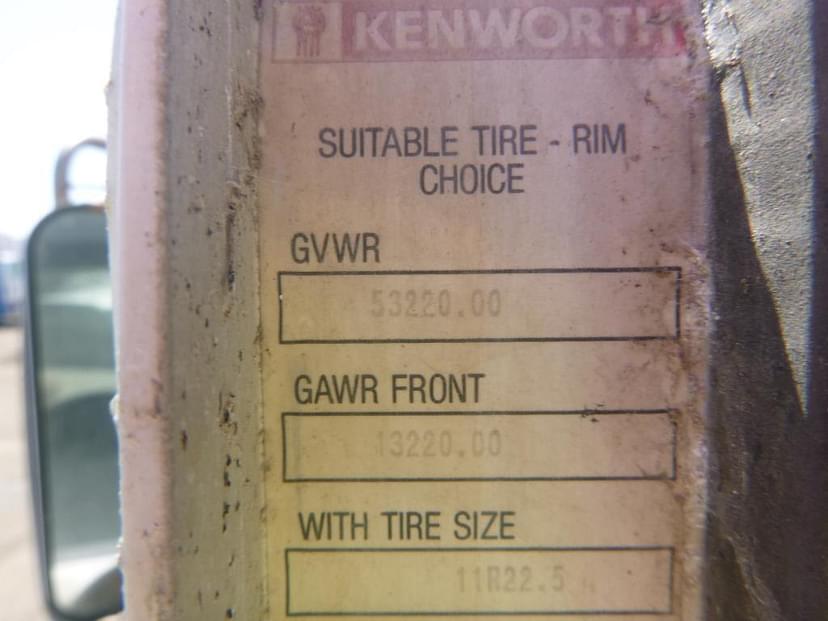 KENWORTH
SUITABLE TIRE - RIM
CHOICE
GVWR
53220.00
GAWR FRONT
13220.00
WITH TIRE SIZE
11R22.5